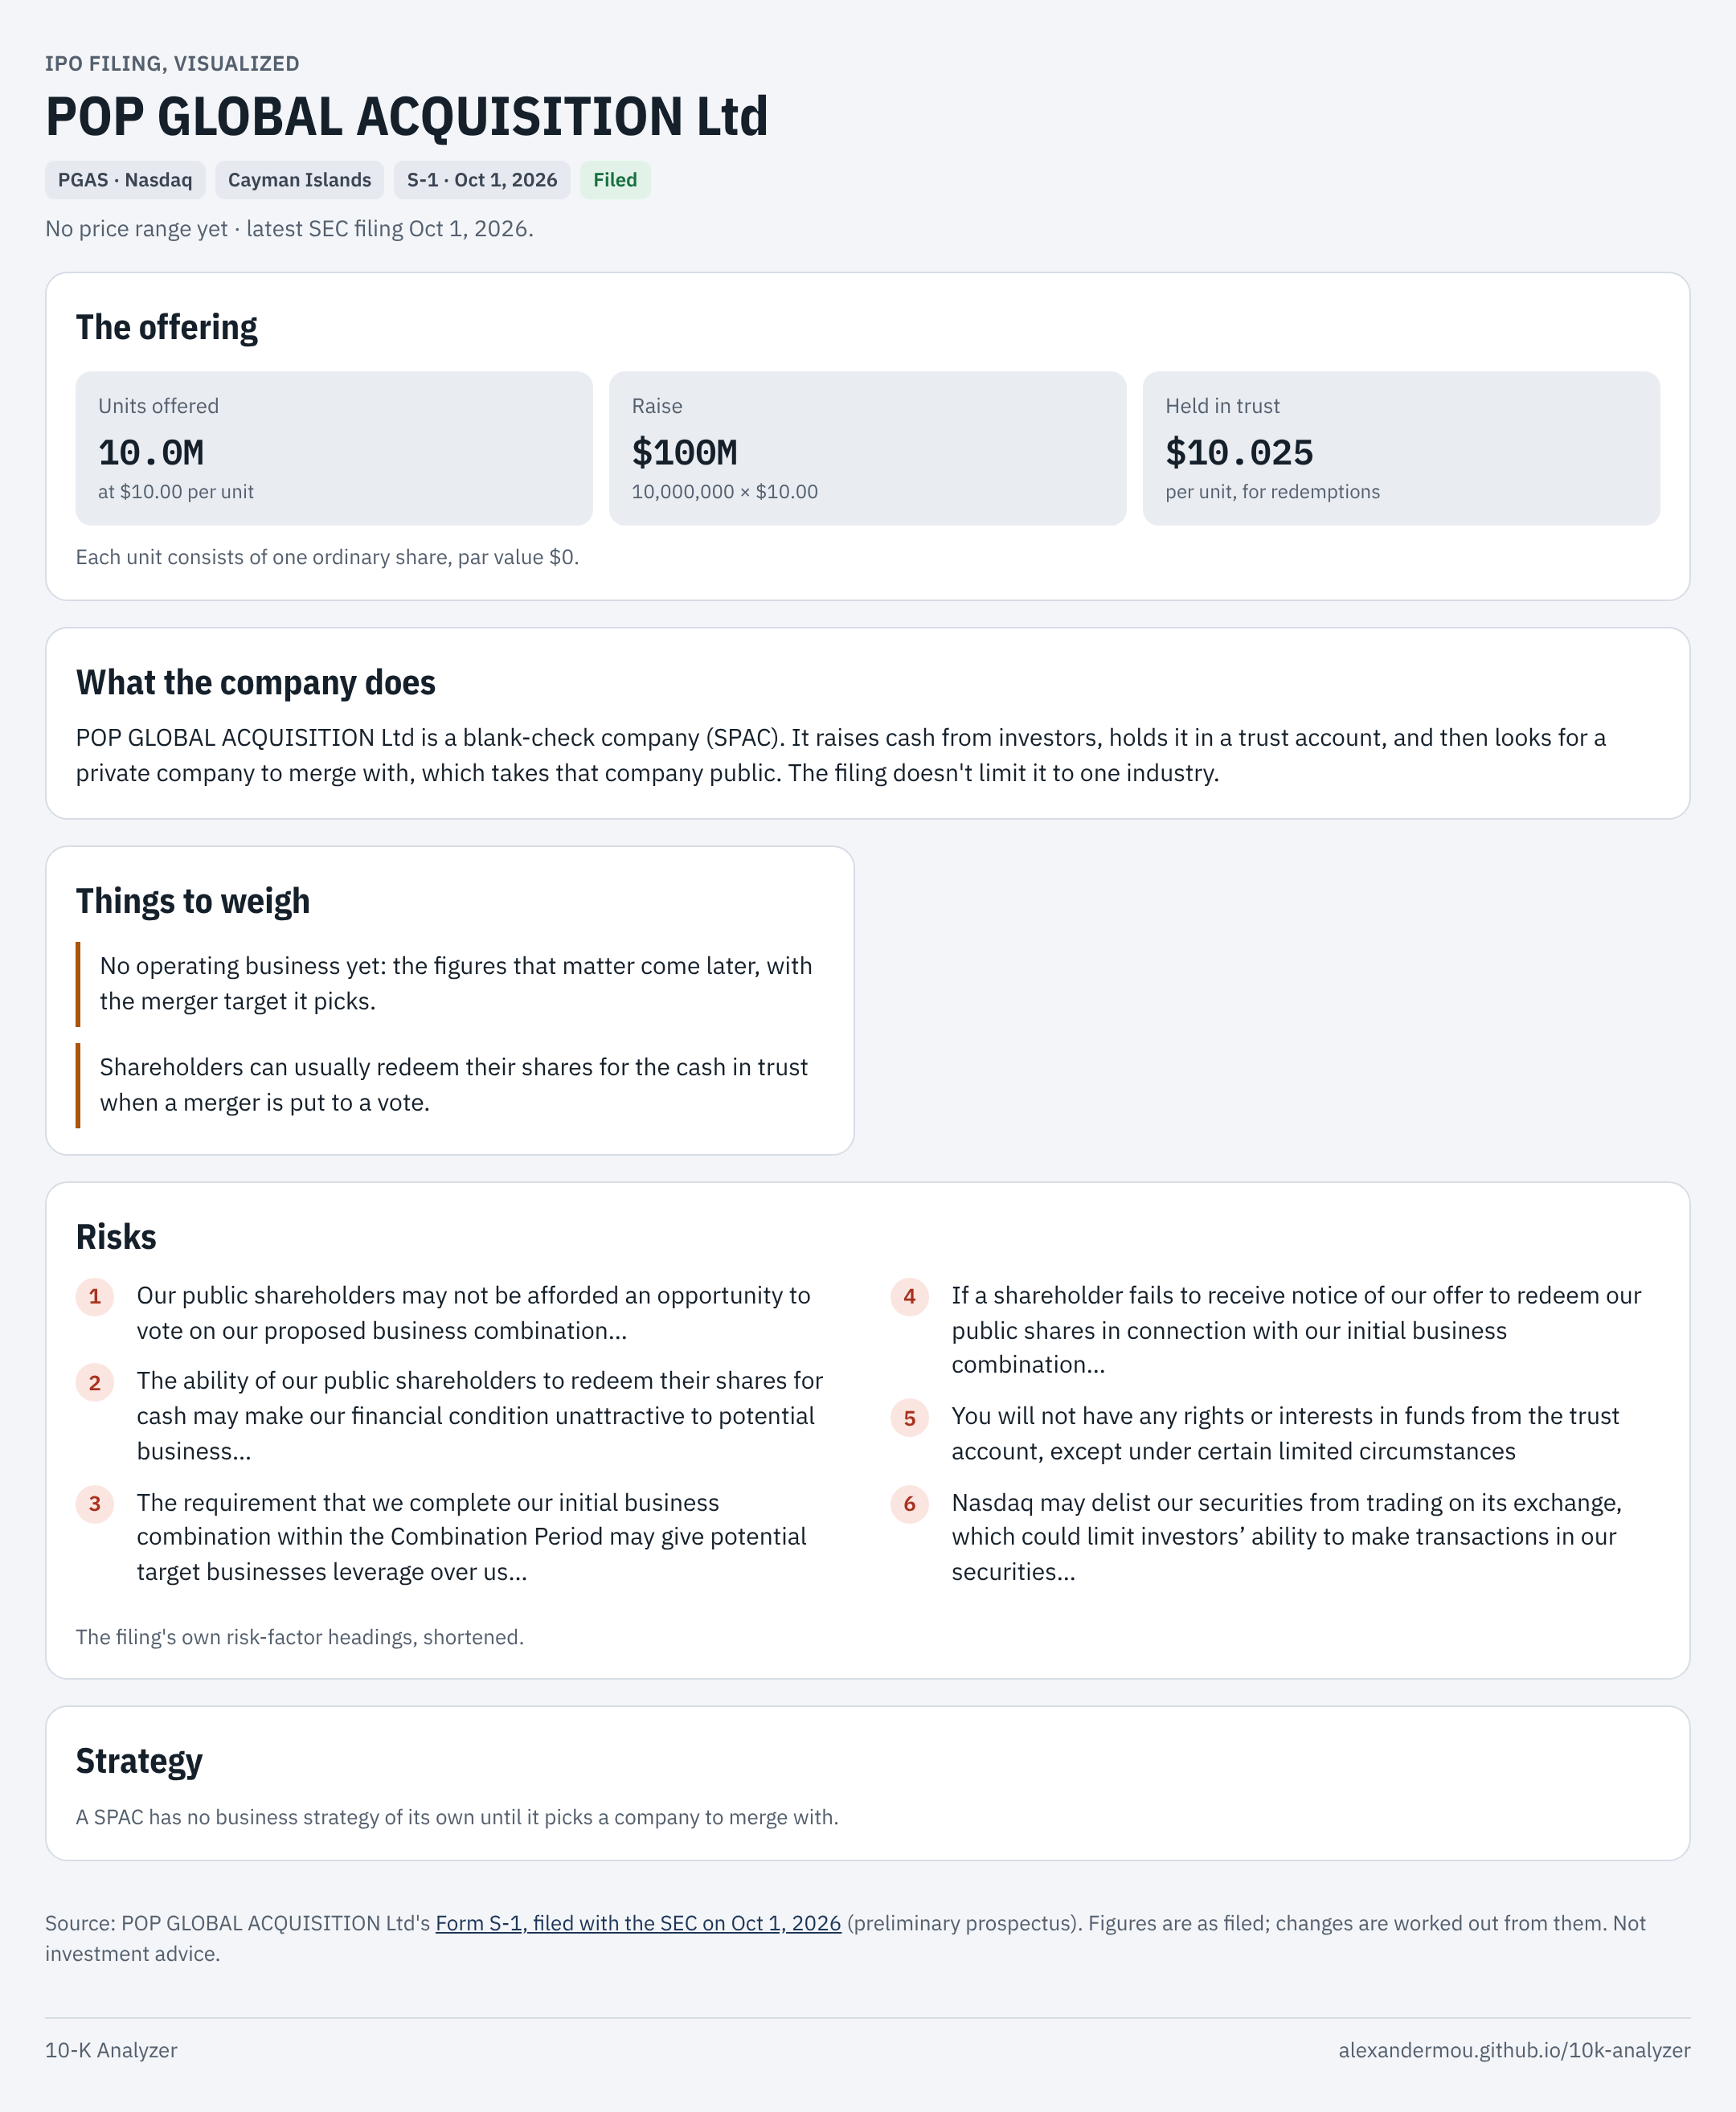 IPO FILING, VISUALIZED
POP GLOBAL ACQUISITION Ltd
PGAS · Nasdaq
Cayman Islands
S-1 · Oct 1, 2026
Filed
No price range yet · latest SEC filing Oct 1, 2026.
The offering
Units offered
10.0M
at $10.00 per unit
Raise
$100M
10,000,000 × $10.00
Held in trust
$10.025
per unit, for redemptions
Each unit consists of one ordinary share, par value $0.
What the company does
POP GLOBAL ACQUISITION Ltd is a blank-check company (SPAC). It raises cash from investors, holds it in a trust account, and then looks for a
private company to merge with, which takes that company public. The filing doesn't limit it to one industry.
Things to weigh
No operating business yet: the figures that matter come later, with
the merger target it picks.
Shareholders can usually redeem their shares for the cash in trust
when a merger is put to a vote.
Risks
1 Our public shareholders may not be afforded an opportunity to
vote on our proposed business combination…
2 The ability of our public shareholders to redeem their shares for
cash may make our financial condition unattractive to potential
business…
3 The requirement that we complete our initial business
combination within the Combination Period may give potential
target businesses leverage over us…
4 If a shareholder fails to receive notice of our offer to redeem our
public shares in connection with our initial business
combination…
5 You will not have any rights or interests in funds from the trust
account, except under certain limited circumstances
6 Nasdaq may delist our securities from trading on its exchange,
which could limit investors’ ability to make transactions in our
securities…
The filing's own risk-factor headings, shortened.
Strategy
A SPAC has no business strategy of its own until it picks a company to merge with.
Source: POP GLOBAL ACQUISITION Ltd's Form S-1, filed with the SEC on Oct 1, 2026 (preliminary prospectus). Figures are as filed; changes are worked out from them. Not
investment advice.
10-K Analyzer
alexandermou.github.io/10k-analyzer